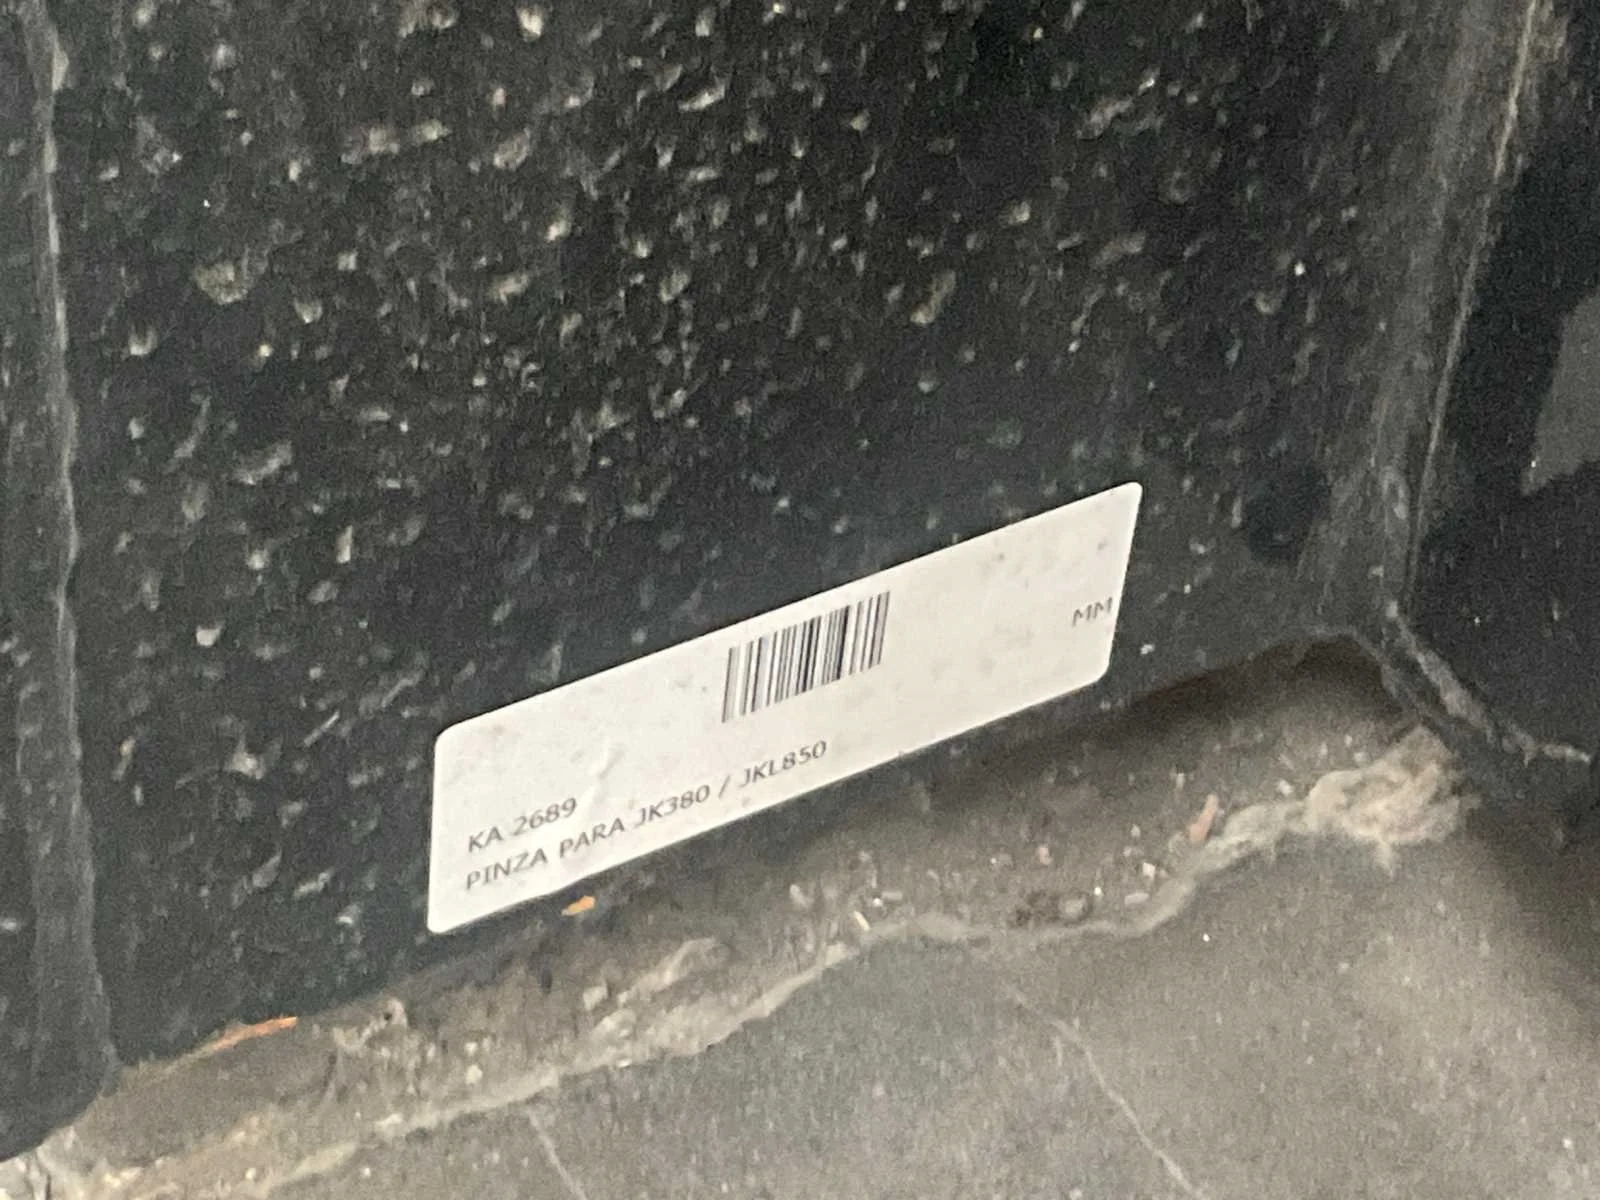 MM
KA 2689
PINZA PARA JK380 / JKL850